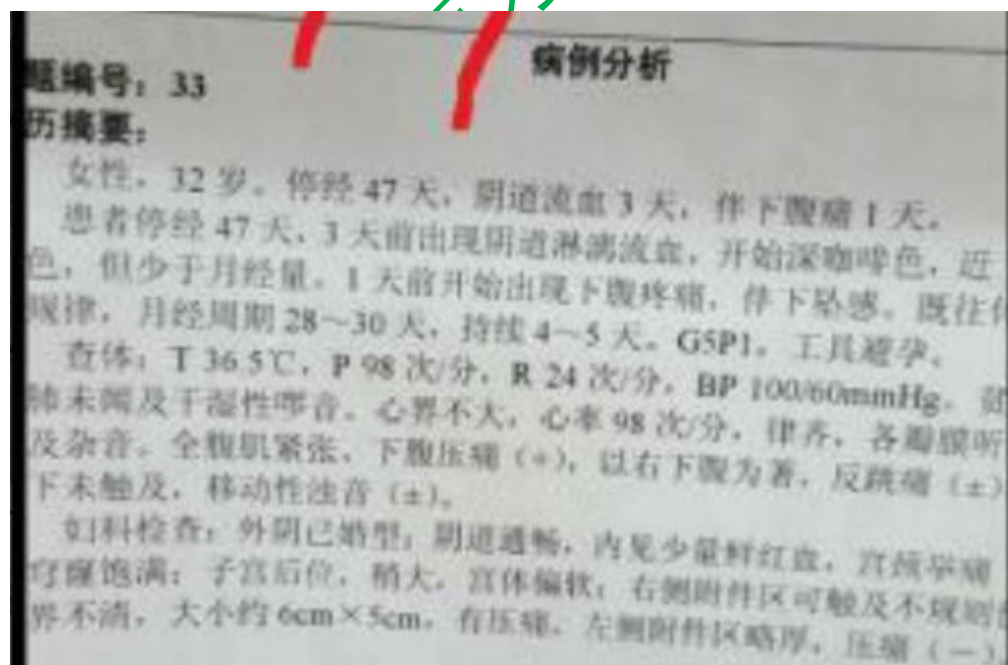 病例分析
题编号：33
历摘要：
女性，32岁。停经47天，阴道流血3天，伴下腹痛1天。
患者停经47天，3天前出现阴道淋漓流血，开始深咖啡色，近
色，但少于月经量。1天前开始出现下腹疼痛，伴下坠感。既往
规律，月经周期28～30天，持续4～5天。G5P1。工具避孕。
查体：T 36.5℃，P 98次/分，R 24次/分，BP 100/60mmHg。
肺未闻及干湿性啰音。心界不大，心率98次/分，律齐，各瓣膜听
及杂音。全腹肌紧张，下腹压痛（+），以右下腹为著，反跳痛（±）
下未触及，移动性浊音（±）。
妇科检查：外阴已婚型；阴道通畅，内见少量鲜红血，宫颈举痛
穹窿饱满；子宫后位，稍大，宫体偏软；右侧附件区可触及不规则
界不清，大小约6cm×5cm，有压痛。左侧附件区略厚，压痛（－）